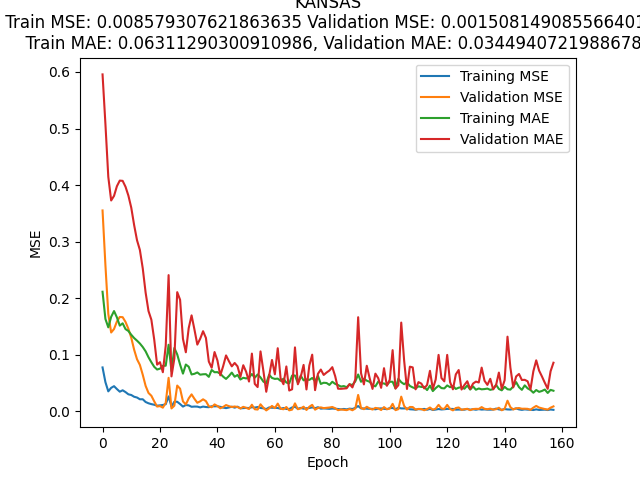 KANSAS
Train MSE: 0.008579307621863635 Validation MSE: 0.001508149085566401
Train MAE: 0.06311290300910986, Validation MAE: 0.0344940721988678
0.6
0.5
0.4
0.3
0.2
0.1
0.0
MSE
Training MSE
Validation MSE
Training MAE
Validation MAE
0 20 40 60 80 100 120 140 160
Epoch